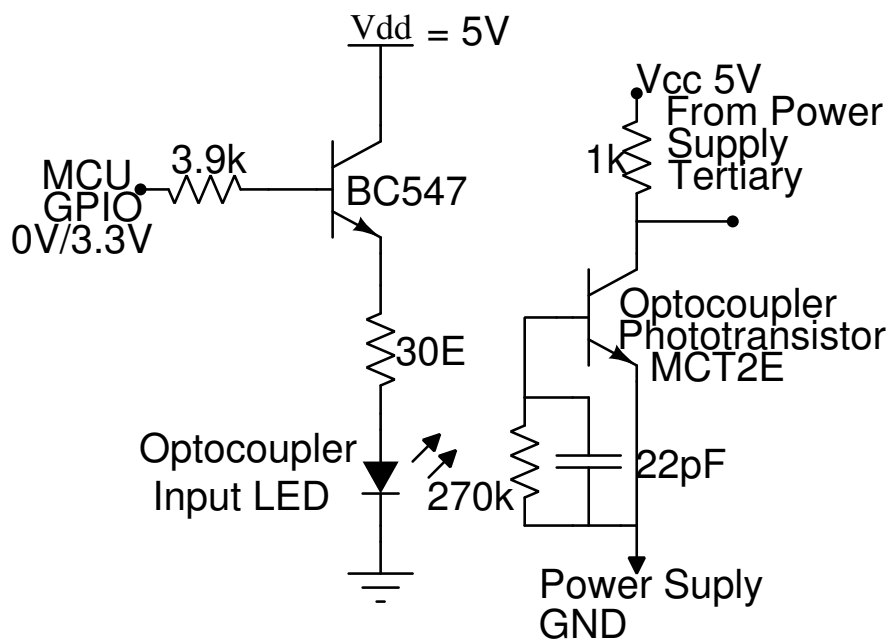 Vdd = 5V
Vcc 5V
From Power
Supply
Tertiary
1k
3.9k
MCU
GPIO
0V/3.3V
BC547
30E
Optocoupler
Phototransistor
MCT2E
Optocoupler
Input LED
270k
22pF
Power Suply
GND